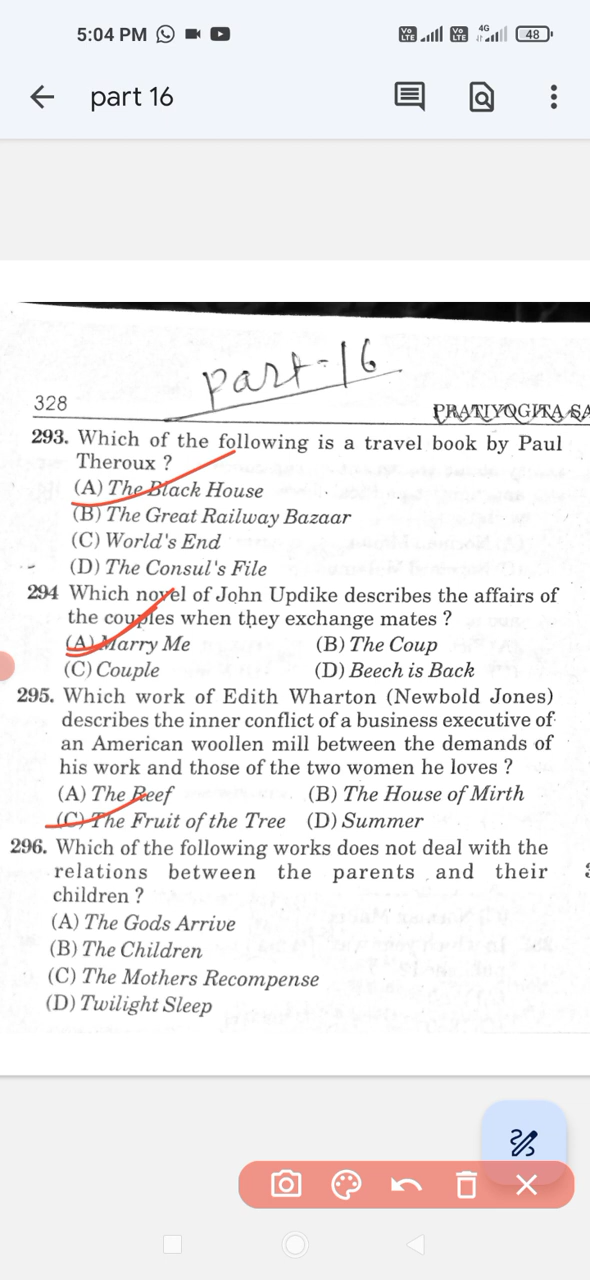 5:04 PM
Vo LTE Vo LTE 4G 48
part 16
part-16
328
PRATIYOGITA SA
293. Which of the following is a travel book by Paul
Theroux ?
(A) The Black House
(B) The Great Railway Bazaar
(C) World's End
(D) The Consul's File
294 Which novel of John Updike describes the affairs of
the couples when they exchange mates ?
(A) Marry Me (B) The Coup
(C) Couple (D) Beech is Back
295. Which work of Edith Wharton (Newbold Jones)
describes the inner conflict of a business executive of
an American woollen mill between the demands of
his work and those of the two women he loves ?
(A) The Reef (B) The House of Mirth
(C) The Fruit of the Tree (D) Summer
296. Which of the following works does not deal with the
relations between the parents and their
children ?
(A) The Gods Arrive
(B) The Children
(C) The Mothers Recompense
(D) Twilight Sleep